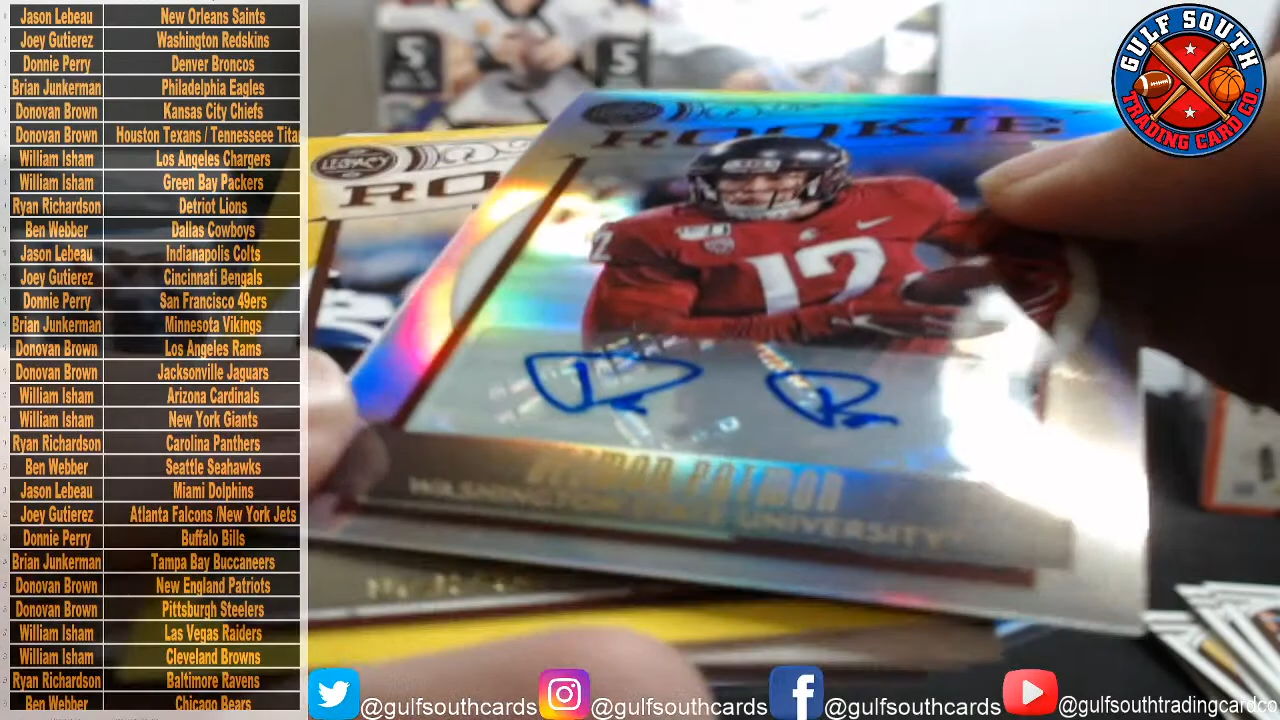 Jason Lebeau New Orleans Saints
Joey Gutierez Washington Redskins
Donnie Perry Denver Broncos
Brian Junkerman Philadelphia Eagles
Donovan Brown Kansas City Chiefs
Donovan Brown Houston Texans / Tennesseee Tita
William Isham Los Angeles Chargers
William Isham Green Bay Packers
Ryan Richardson Detriot Lions
Ben Webber Dallas Cowboys
Jason Lebeau Indianapolis Colts
Joey Gutierez Cincinnati Bengals
Donnie Perry San Francisco 49ers
Brian Junkerman Minnesota Vikings
Donovan Brown Los Angeles Rams
Donovan Brown Jacksonville Jaguars
William Isham Arizona Cardinals
William Isham New York Giants
Ryan Richardson Carolina Panthers
Ben Webber Seattle Seahawks
Jason Lebeau Miami Dolphins
Joey Gutierez Atlanta Falcons /New York Jets
Donnie Perry Buffalo Bills
Brian Junkerman Tampa Bay Buccaneers
Donovan Brown New England Patriots
Donovan Brown Pittsburgh Steelers
William Isham Las Vegas Raiders
William Isham Cleveland Browns
Ryan Richardson Baltimore Ravens
Ben Webber Chicago Bears
GULF SOUTH
TRADING CARD CO.
S S
LEGACY
RO
ROOKIE
12
WASHINGTON STATE UNIVERSITY
@gulfsouthcards @gulfsouthcards @gulfsouthcards @gulfsouthtradingcardco